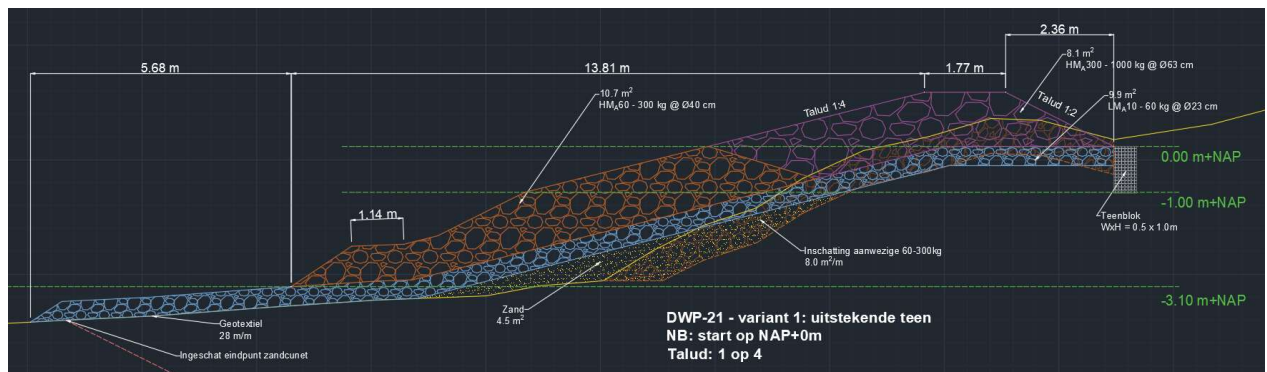 2.36 m
5.68 m
13.81 m
1.77 m
8.1 m²
HMA300 - 1000 kg @ Ø63 cm
10.7 m²
HMA60 - 300 kg @ Ø40 cm
Talud 1:4
Talud 1:2
9.9 m²
LMA10 - 60 kg @ Ø23 cm
0.00 m+NAP
-1.00 m+NAP
1.14 m
Teenblok
WxH = 0.5 x 1.0m
Inschatting aanwezige 60-300kg
8.0 m²/m
-3.10 m+NAP
Zand
4.5 m²
Geotextiel
28 m/m
Ingeschat eindpunt zandcunet
DWP-21 - variant 1: uitstekende teen
NB: start op NAP+0m
Talud: 1 op 4